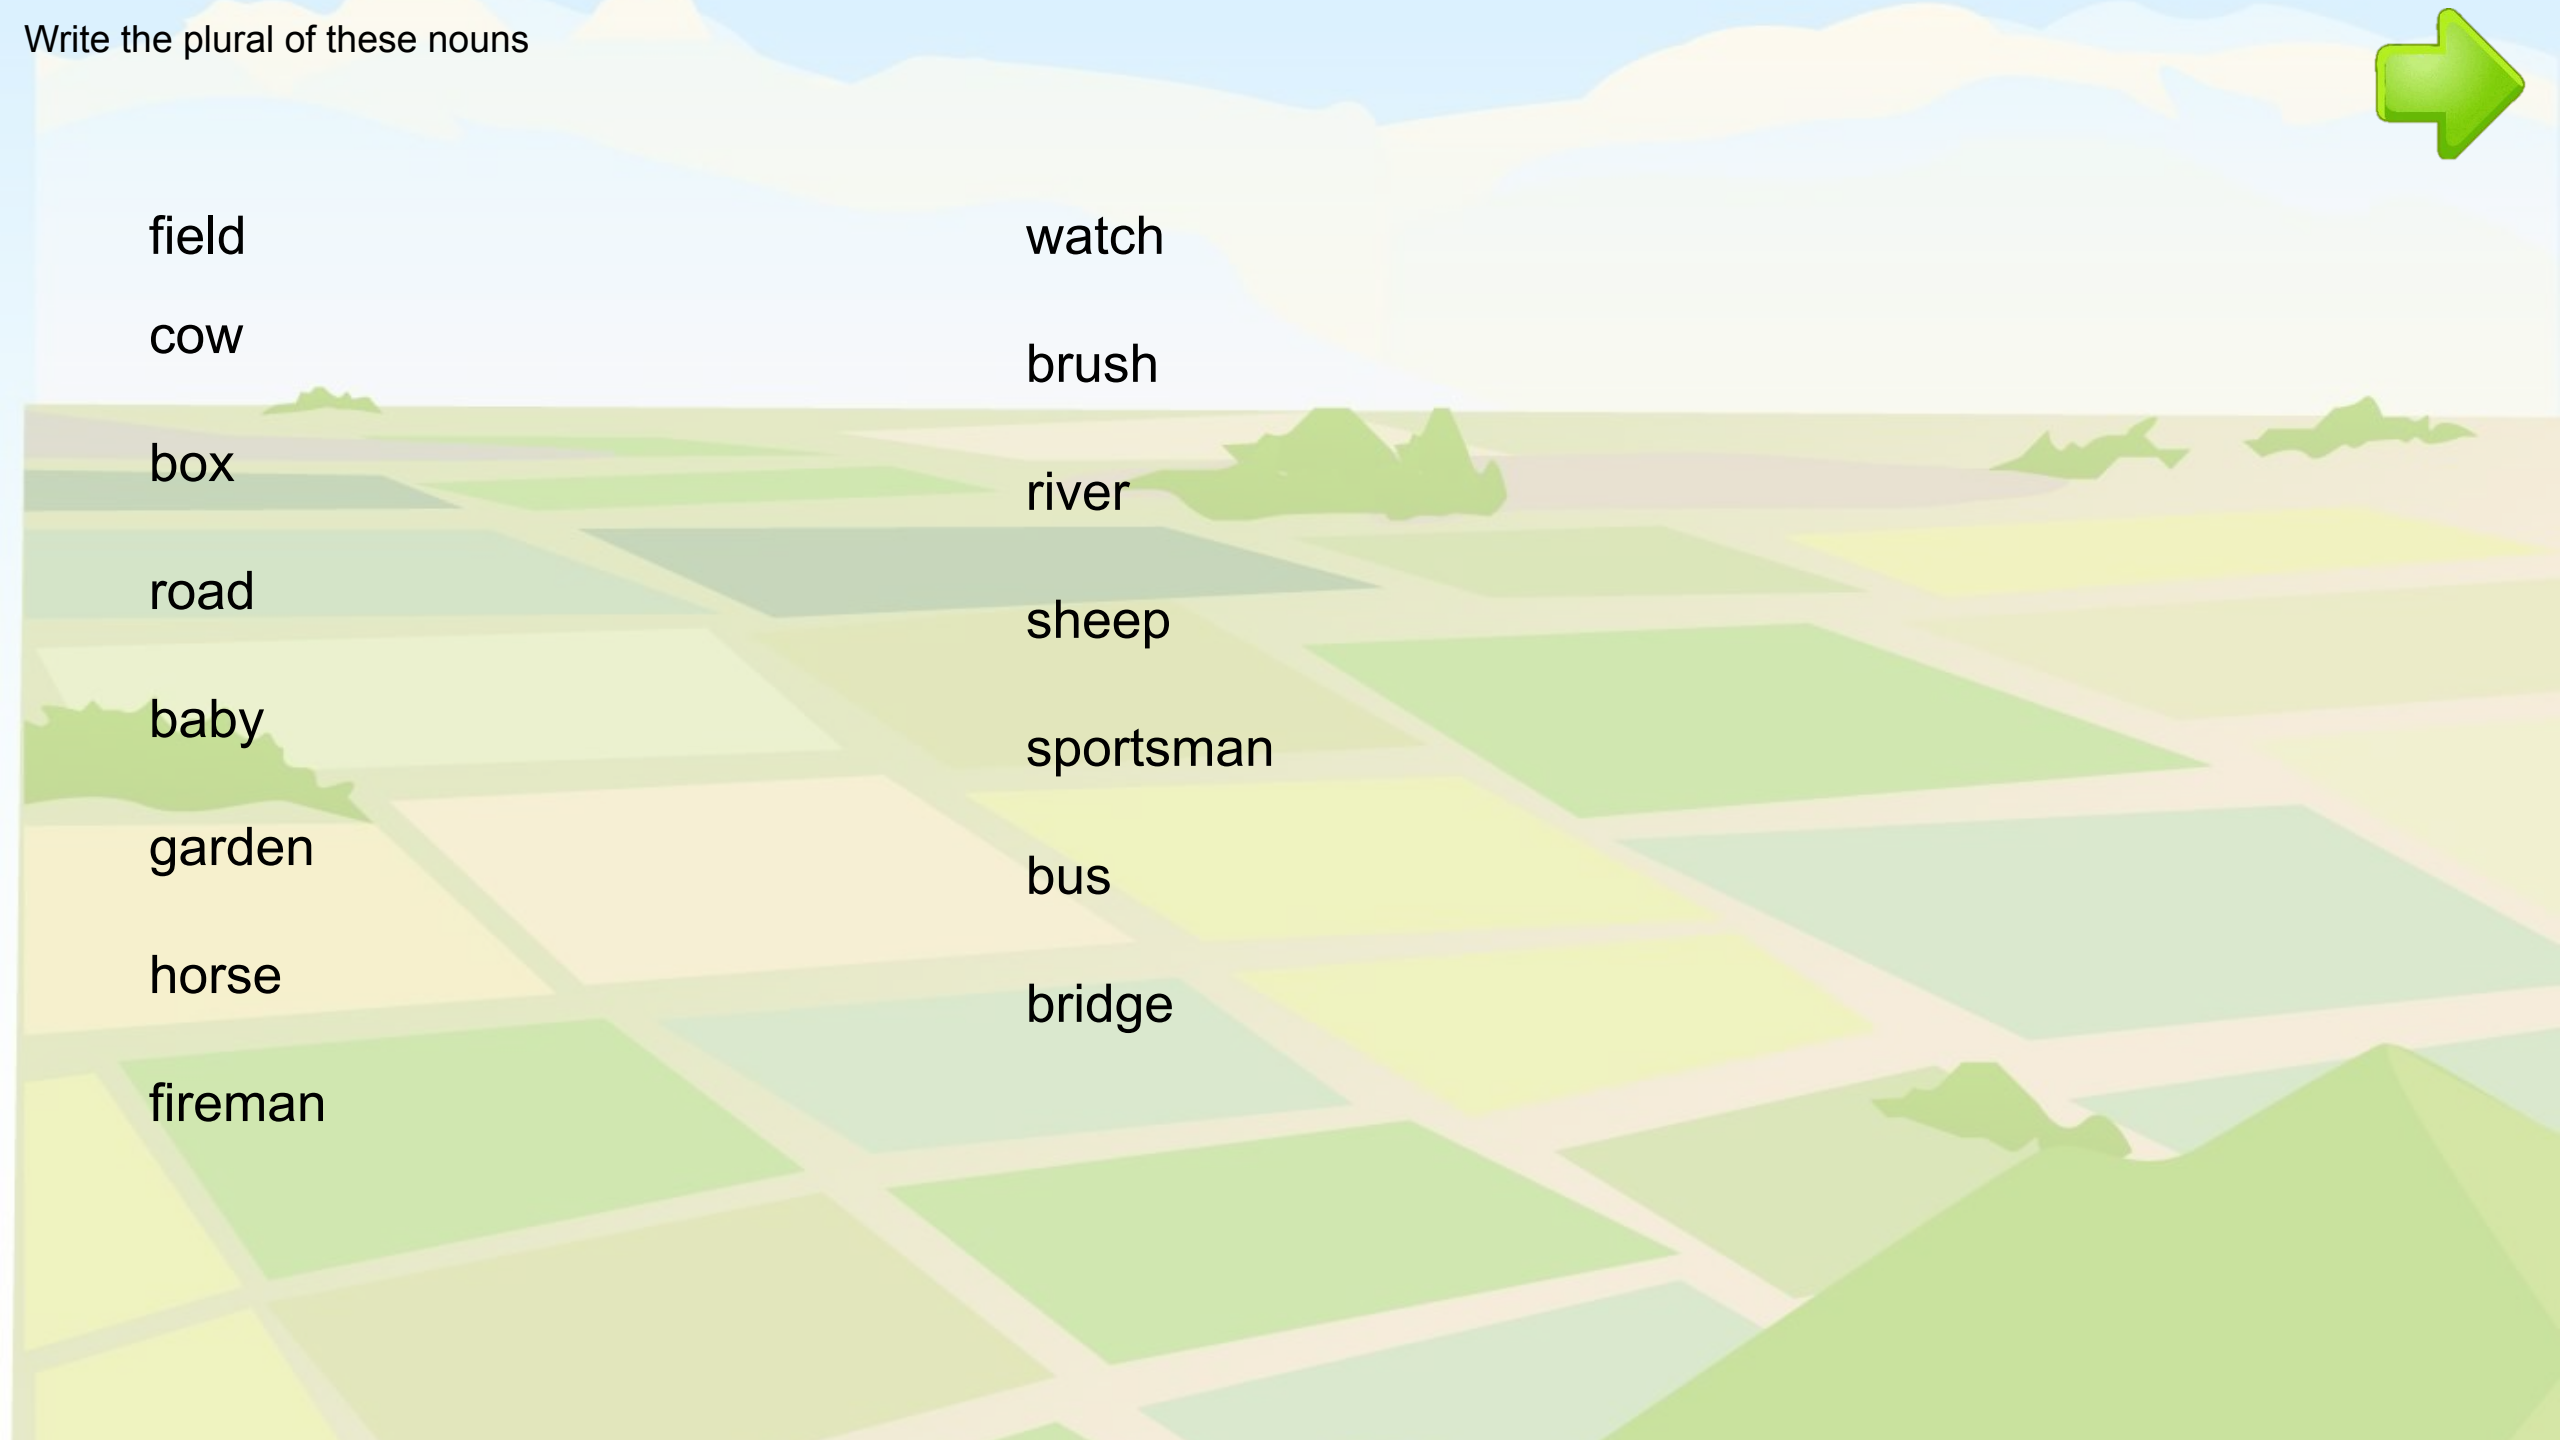 Write the plural of these nouns
field
cow
box
road
baby
garden
horse
fireman
watch
brush
river
sheep
sportsman
bus
bridge